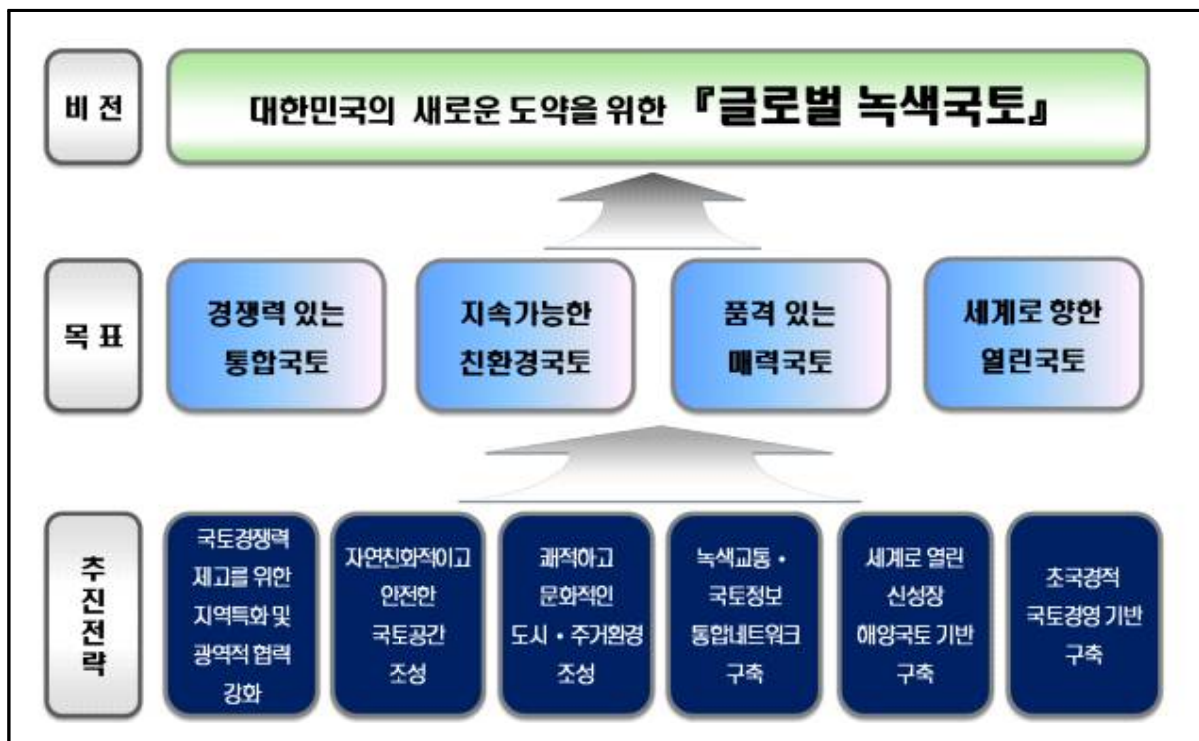 비 전
대한민국의 새로운 도약을 위한 『글로벌 녹색국토』
목 표
경쟁력 있는
통합국토
지속가능한
친환경국토
품격 있는
매력국토
세계로 향한
열린국토
추진전략
국토경쟁력
제고를 위한
지역특화 및
광역적 협력
강화
자연친화적이고
안전한
국토공간
조성
쾌적하고
문화적인
도시・주거환경
조성
녹색교통・
국토정보
통합네트워크
구축
세계로 열린
신성장
해양국토 기반
구축
초국경적
국토경영 기반
구축